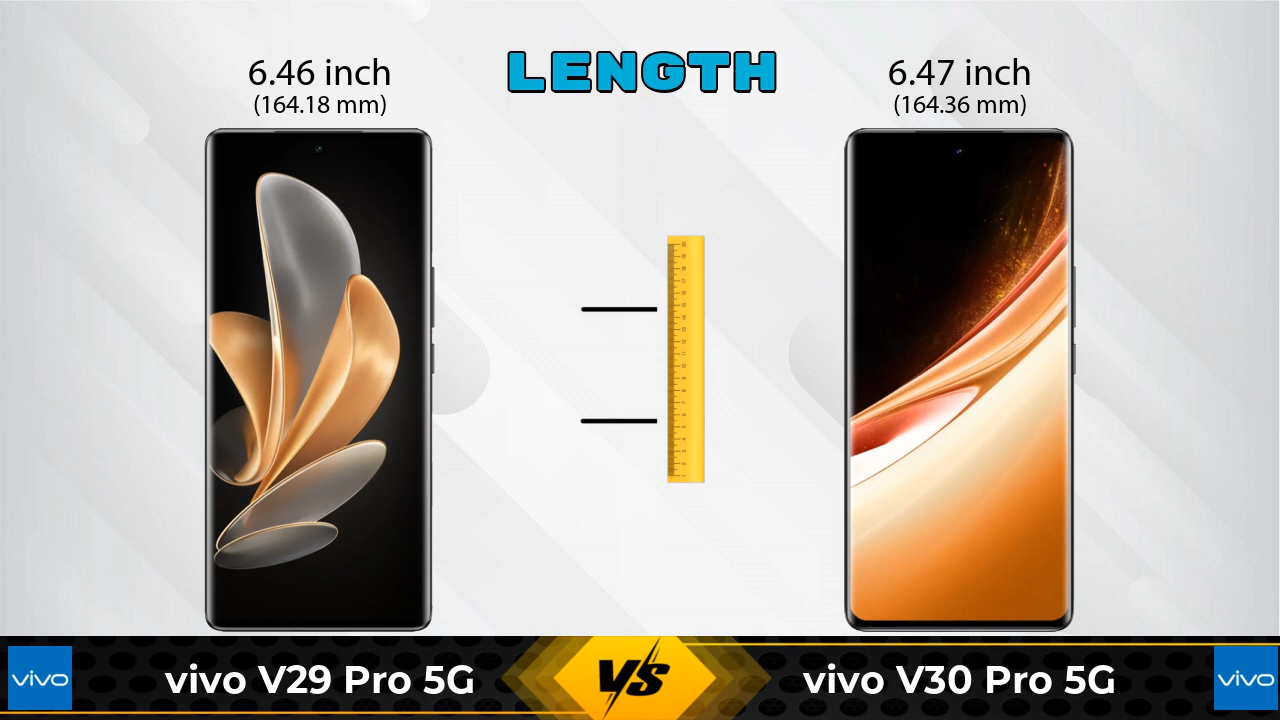 LENGTH
6.46 inch
(164.18 mm)
6.47 inch
(164.36 mm)
vivo
vivo V29 Pro 5G
VS
vivo V30 Pro 5G
vivo